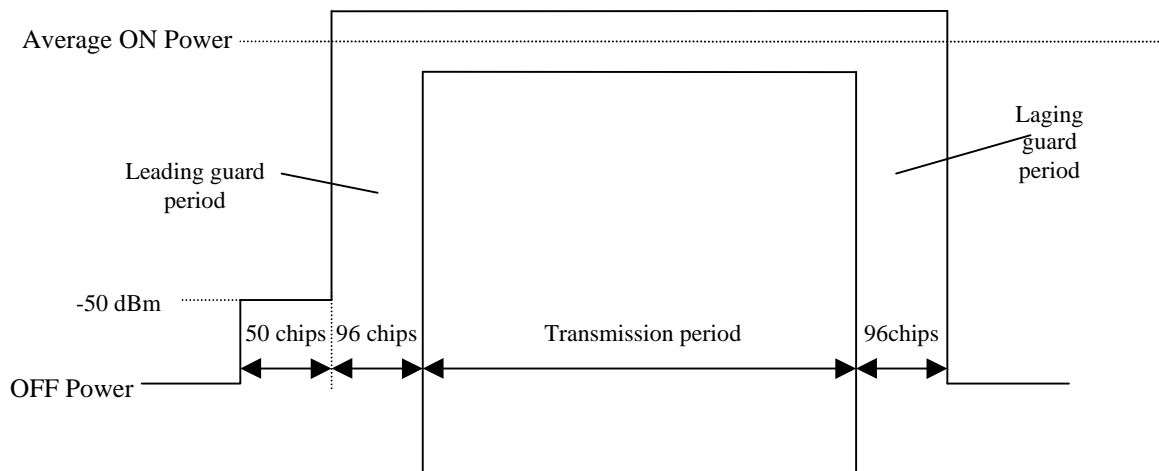 Average ON Power
Laging
guard
period
Leading guard
period
-50 dBm
50 chips
96 chips
Transmission period
96chips
OFF Power